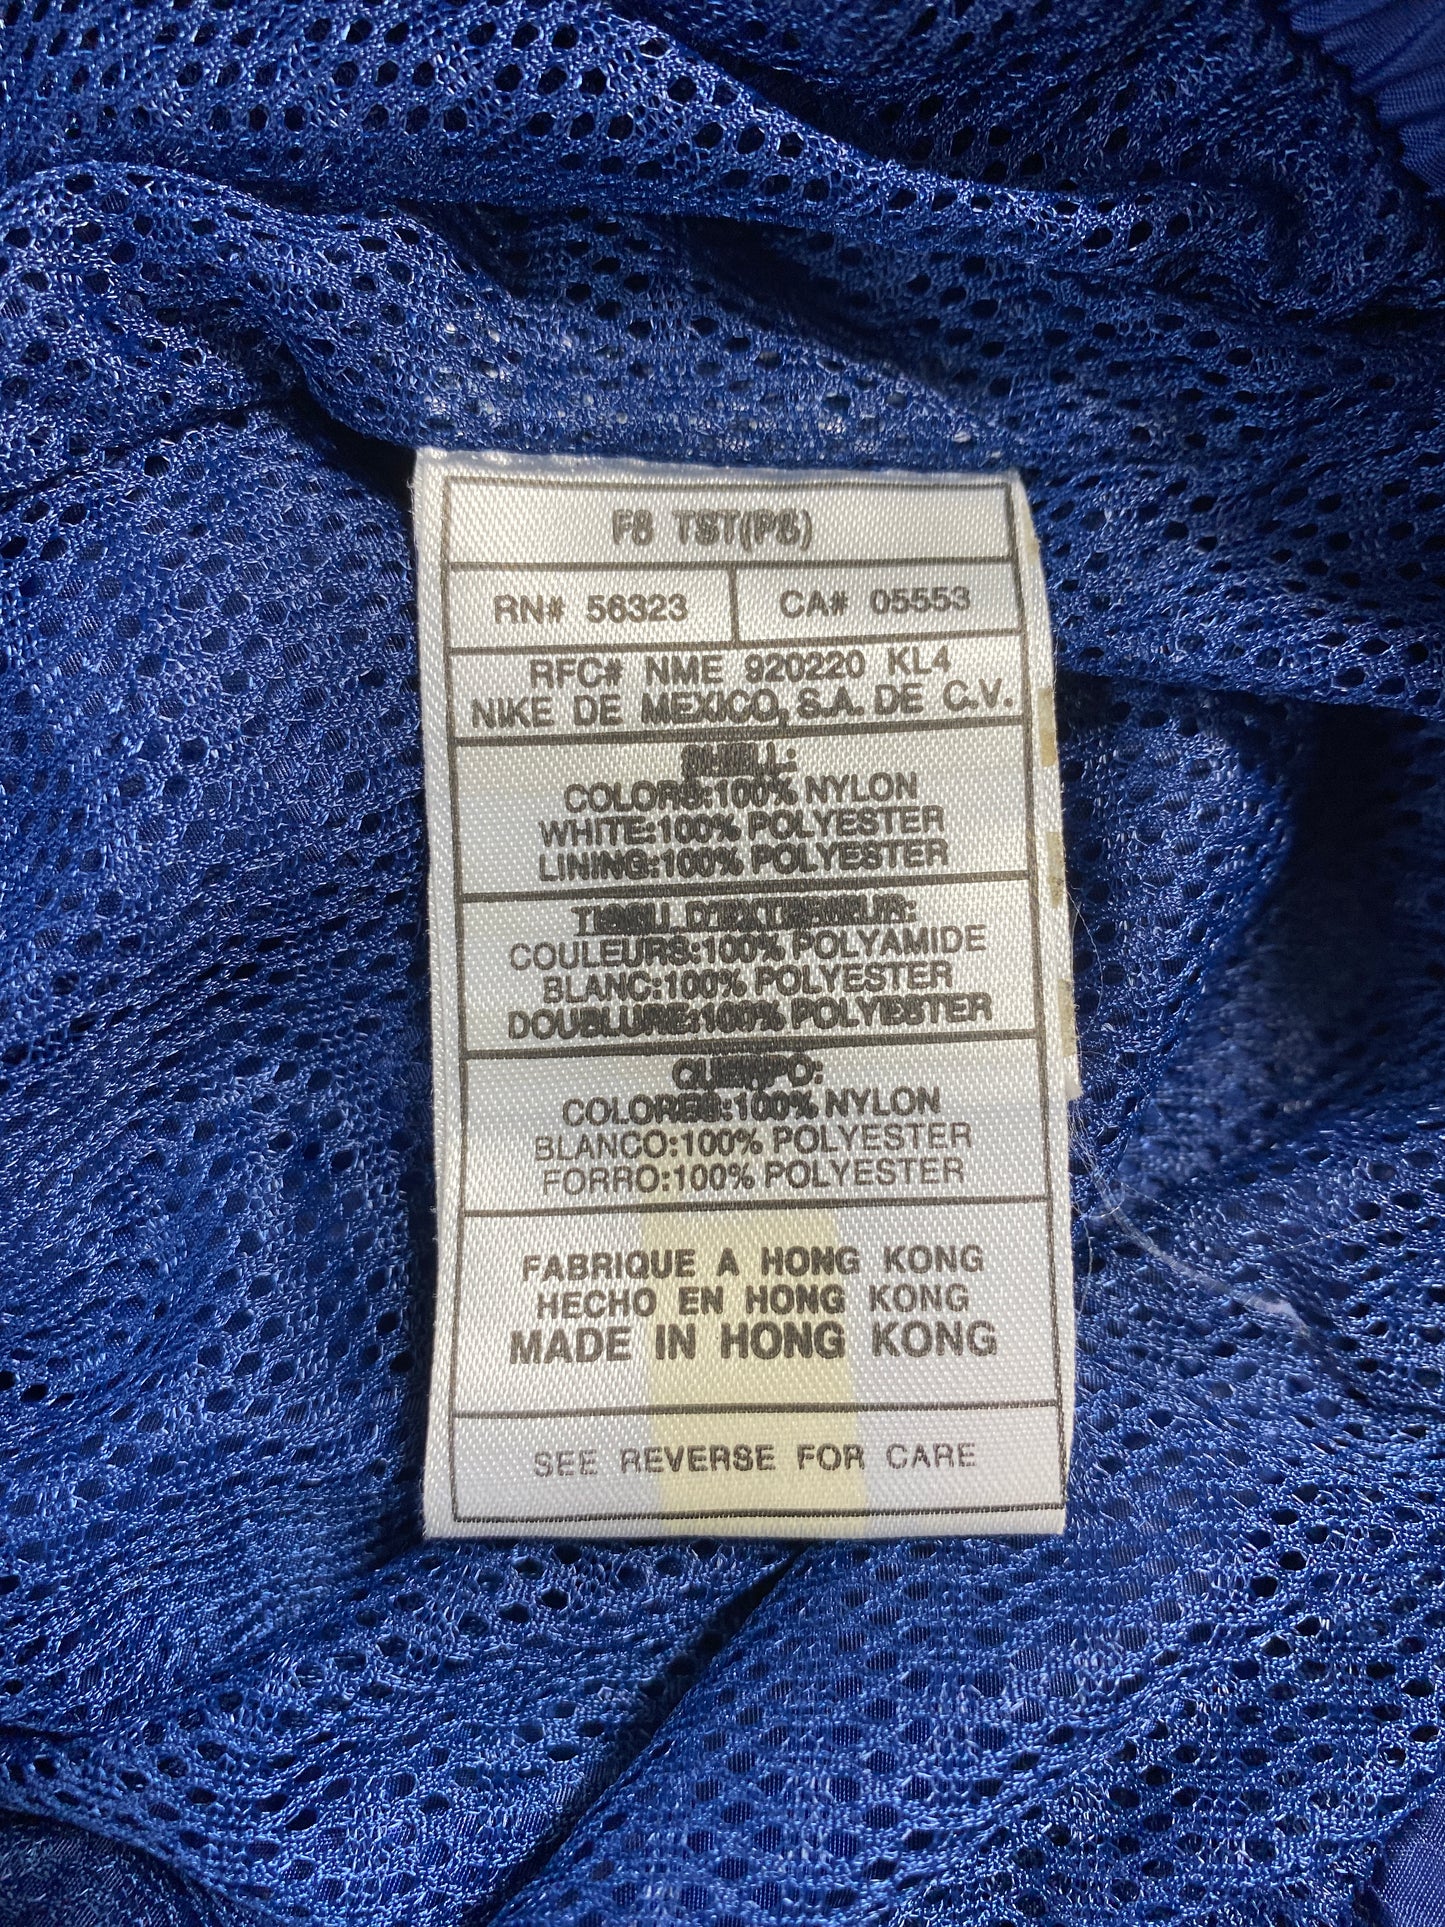 F8 TST(P8)
RN# 56323 CA# 05553
RFC# NME 920220 KL4
NIKE DE MEXICO, S.A. DE C.V.
SHELL:
COLORS:100% NYLON
WHITE:100% POLYESTER
LINING:100% POLYESTER
TISSU D'EXTERIEUR:
COULEURS:100% POLYAMIDE
BLANC:100% POLYESTER
DOUBLURE:100% POLYESTER
CUERPO:
COLORES:100% NYLON
BLANCO:100% POLYESTER
FORRO:100% POLYESTER
FABRIQUE A HONG KONG
HECHO EN HONG KONG
MADE IN HONG KONG
SEE REVERSE FOR CARE